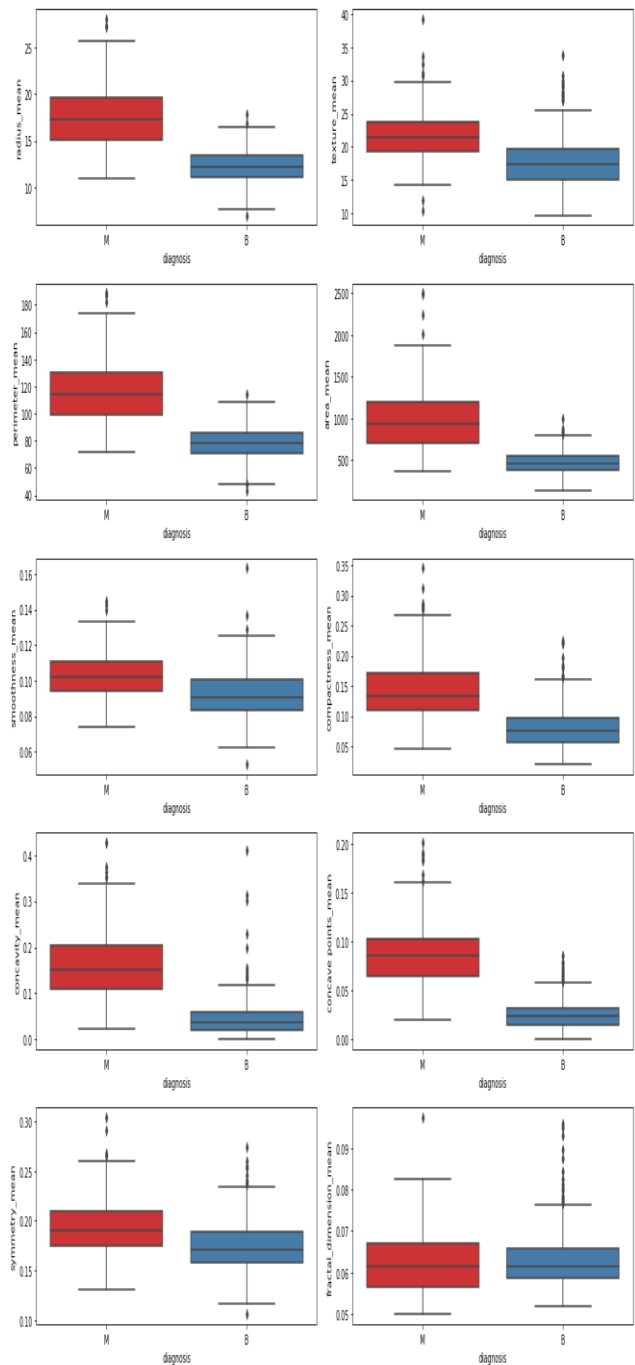 radius_mean
25
20
15
10
M B
diagnosis
texture_mean
40
35
30
25
20
15
10
M B
diagnosis
perimeter_mean
180
160
140
120
100
80
60
40
M B
diagnosis
area_mean
2500
2000
1500
1000
500
M B
diagnosis
smoothness_mean
0.16
0.14
0.12
0.10
0.08
0.06
M B
diagnosis
compactness_mean
0.35
0.30
0.25
0.20
0.15
0.10
0.05
M B
diagnosis
concavity_mean
0.4
0.3
0.2
0.1
0.0
M B
diagnosis
concave points_mean
0.20
0.15
0.10
0.05
0.00
M B
diagnosis
symmetry_mean
0.30
0.25
0.20
0.15
0.10
M B
diagnosis
fractal_dimension_mean
0.09
0.08
0.07
0.06
0.05
M B
diagnosis